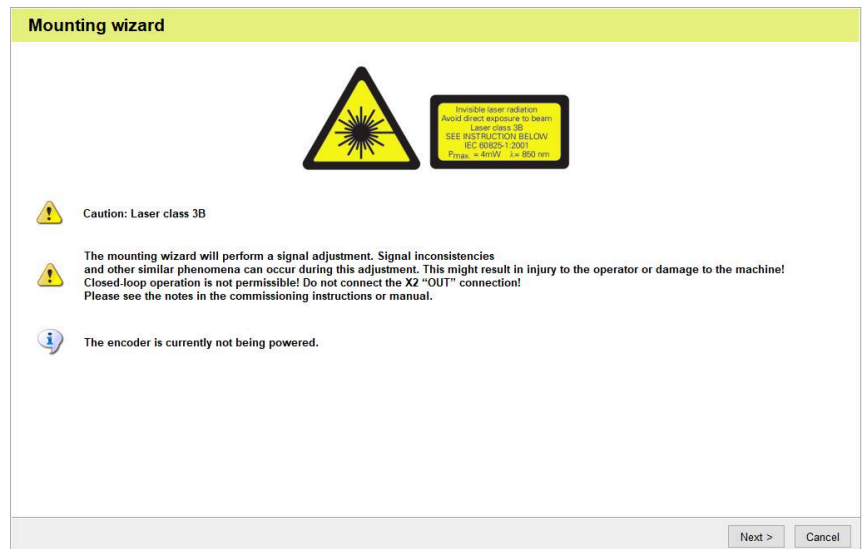 Mounting wizard
Invisible laser radiation
Avoid direct exposure to beam
Laser class 3B
SEE INSTRUCTION BELOW
IEC 60825-1:2001
Pmax. = 4mW λ= 850 nm
Caution: Laser class 3B
The mounting wizard will perform a signal adjustment. Signal inconsistencies
and other similar phenomena can occur during this adjustment. This might result in injury to the operator or damage to the machine!
Closed-loop operation is not permissible! Do not connect the X2 “OUT” connection!
Please see the notes in the commissioning instructions or manual.
The encoder is currently not being powered.
Next > Cancel